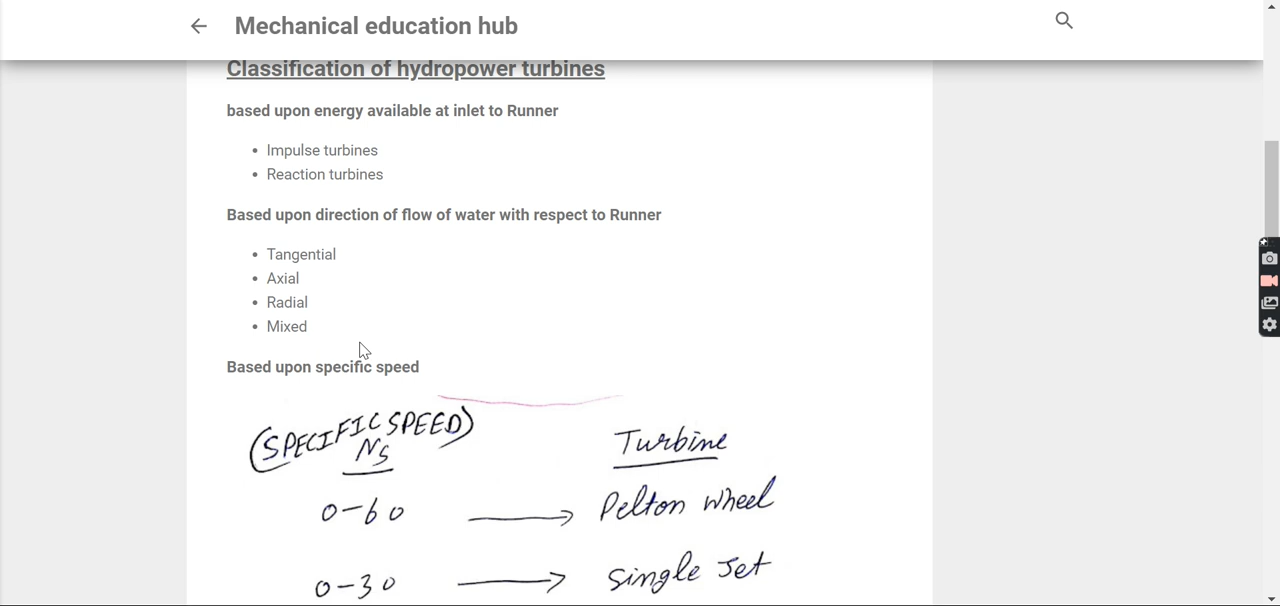 Mechanical education hub
Classification of hydropower turbines
based upon energy available at inlet to Runner
• Impulse turbines
• Reaction turbines
Based upon direction of flow of water with respect to Runner
• Tangential
• Axial
• Radial
• Mixed
Based upon specific speed
(SPECIFIC SPEED) Turbine
Ns
0-60 → Pelton wheel
0-30 → Single Jet